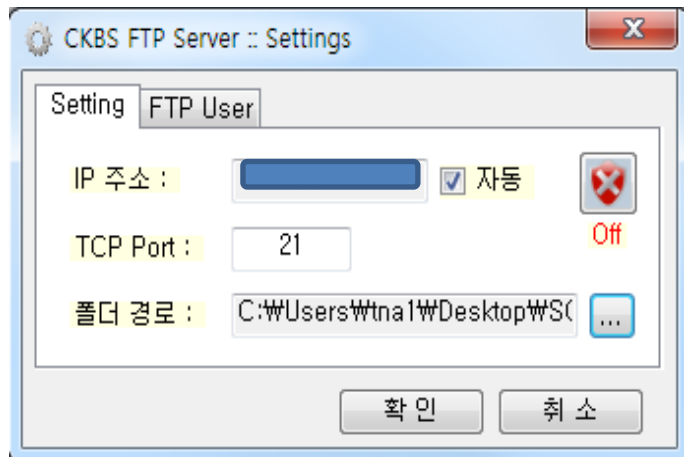 CKBS FTP Server :: Settings
Setting FTP User
IP 주소 : 자동
Off
TCP Port : 21
폴더 경로 : C:₩Users₩tna1₩Desktop₩S( ...
확 인 취 소